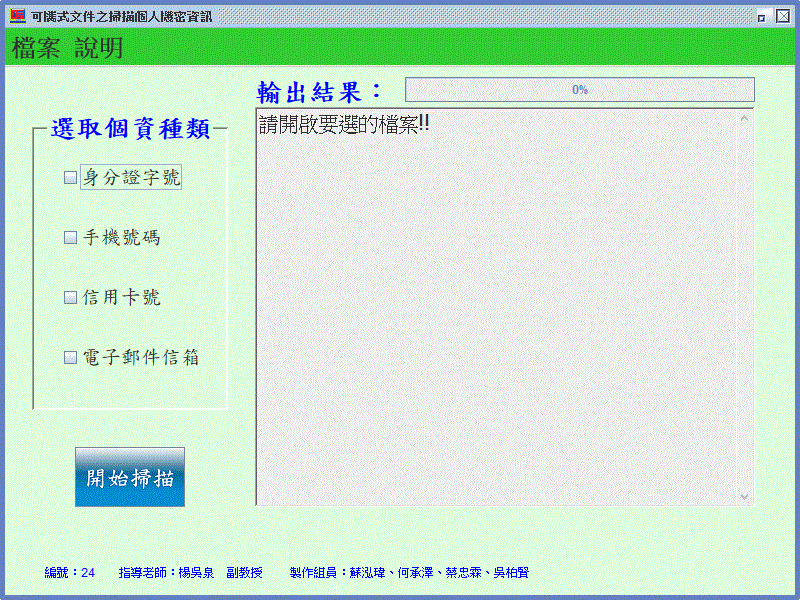 可攜式文件之掃描個人機密資訊
檔案 說明
輸出結果：
0%
選取個資種類
請開啟要選的檔案!!
身分證字號
手機號碼
信用卡號
電子郵件信箱
開始掃描
編號：24 指導老師：楊吳泉 副教授 製作組員：蘇泓瑋、何承澤、蔡忠霖、吳柏賢